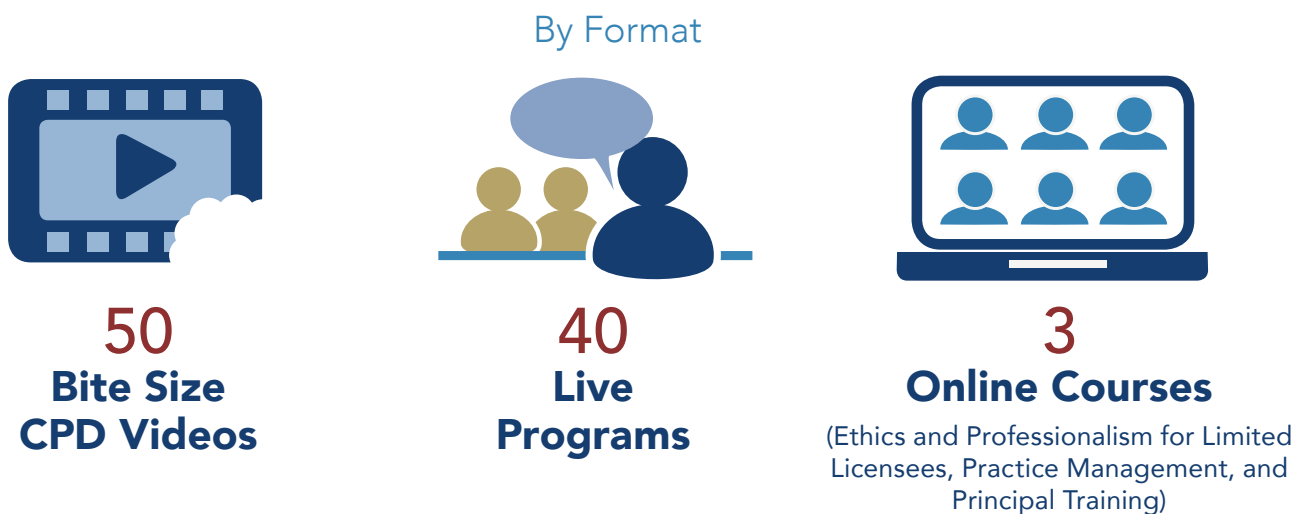 By Format
50
Bite Size
CPD Videos
40
Live
Programs
3
Online Courses
(Ethics and Professionalism for Limited
Licensees, Practice Management, and
Principal Training)